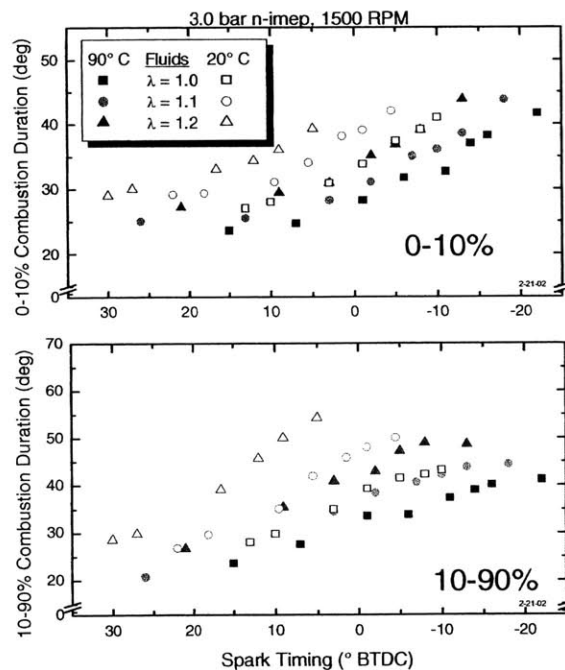 3.0 bar n-imep, 1500 RPM
90° C Fluids 20° C
λ = 1.0
λ = 1.1
λ = 1.2
0-10% Combustion Duration (deg)
50
40
30
20
0
30 20 10 0 -10 -20
0-10%
2-21-02
10-90% Combustion Duration (deg)
70
60
50
40
30
20
0
30 20 10 0 -10 -20
10-90%
2-21-02
Spark Timing (° BTDC)